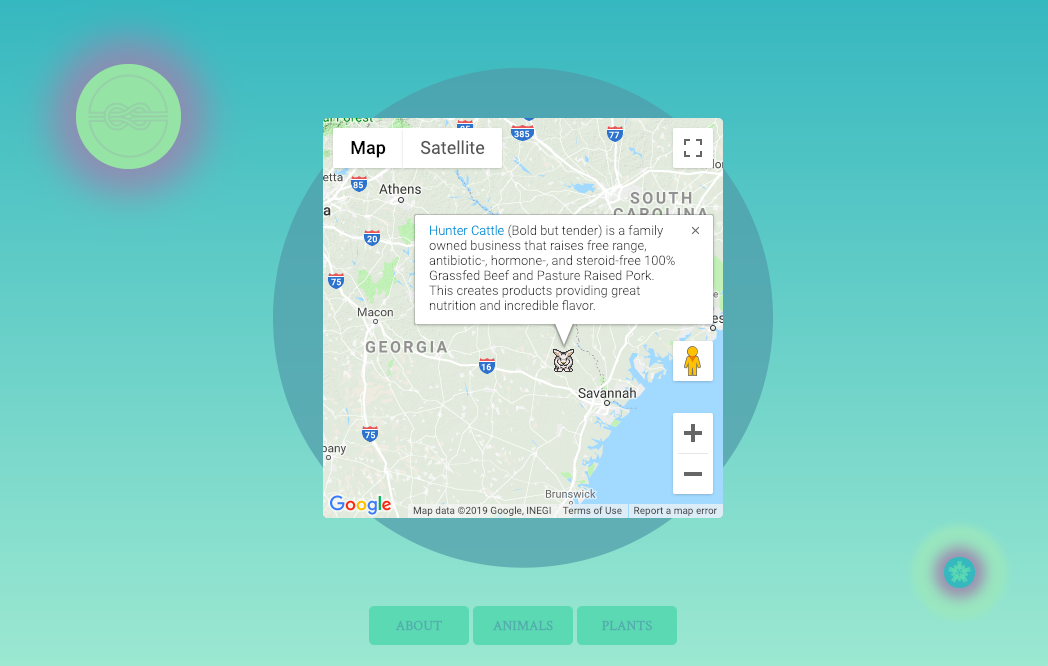 385
77
Map
Satellite
etta
85
Athens
SOUTH
CAROLINA
a
20
Hunter Cattle (Bold but tender) is a family
owned business that raises free range,
antibiotic-, hormone-, and steroid-free 100%
Grassfed Beef and Pasture Raised Pork.
This creates products providing great
nutrition and incredible flavor.
75
Macon
GEORGIA
16
Savannah
75
bany
Brunswick
Google
Map data ©2019 Google, INEGI
Terms of Use
Report a map error
ABOUT
ANIMALS
PLANTS